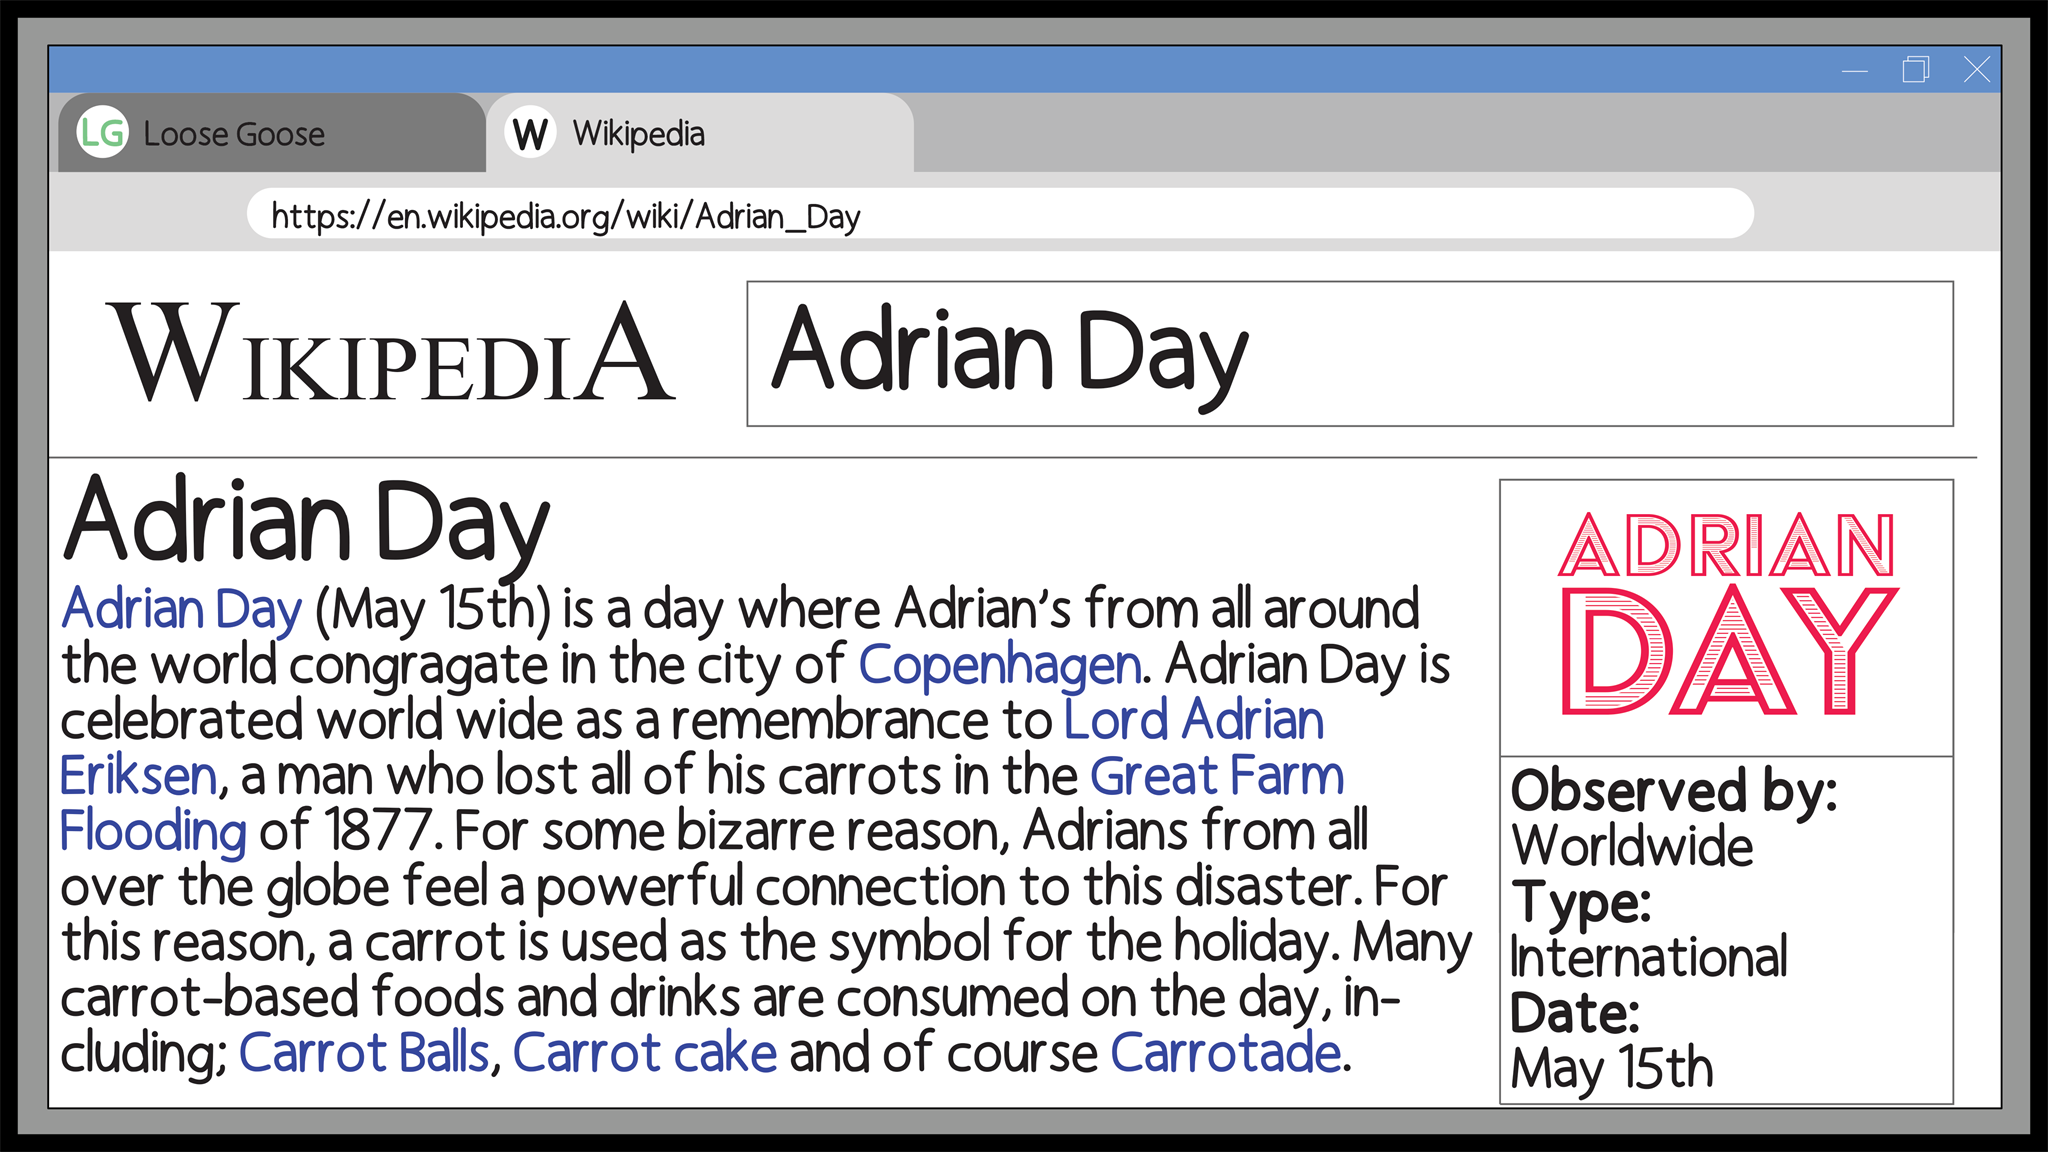 LG Loose Goose
W Wikipedia
https://en.wikipedia.org/wiki/Adrian_Day
WIKIPEDIA
Adrian Day
Adrian Day
Adrian Day (May 15th) is a day where Adrian's from all around
the world congragate in the city of Copenhagen. Adrian Day is
celebrated world wide as a remembrance to Lord Adrian
Eriksen, a man who lost all of his carrots in the Great Farm
Flooding of 1877. For some bizarre reason, Adrians from all
over the globe feel a powerful connection to this disaster. For
this reason, a carrot is used as the symbol for the holiday. Many
carrot-based foods and drinks are consumed on the day, in-
cluding; Carrot Balls, Carrot cake and of course Carrotade.
ADRIAN
DAY
Observed by:
Worldwide
Type:
International
Date:
May 15th